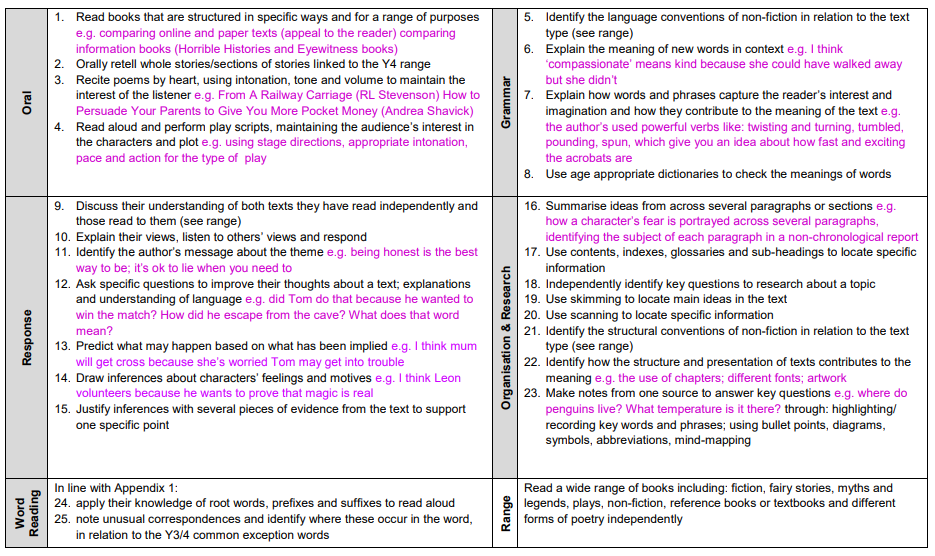 Oral
1. Read books that are structured in specific ways and for a range of purposes
e.g. comparing online and paper texts (appeal to the reader) comparing
information books (Horrible Histories and Eyewitness books)
2. Orally retell whole stories/sections of stories linked to the Y4 range
3. Recite poems by heart, using intonation, tone and volume to maintain the
interest of the listener e.g. From A Railway Carriage (RL Stevenson) How to
Persuade Your Parents to Give You More Pocket Money (Andrea Shavick)
4. Read aloud and perform play scripts, maintaining the audience's interest in
the characters and plot e.g. using stage directions, appropriate intonation,
pace and action for the type of play
Grammar
5. Identify the language conventions of non-fiction in relation to the text
type (see range)
6. Explain the meaning of new words in context e.g. I think
'compassionate' means kind because she could have walked away
but she didn't
7. Explain how words and phrases capture the reader's interest and
imagination and how they contribute to the meaning of the text e.g.
the author's used powerful verbs like: twisting and turning, tumbled,
pounding, spun, which give you an idea about how fast and exciting
the acrobats are
8. Use age appropriate dictionaries to check the meanings of words
Response
9. Discuss their understanding of both texts they have read independently and
those read to them (see range)
10. Explain their views, listen to others' views and respond
11. Identify the author's message about the theme e.g. being honest is the best
way to be; it's ok to lie when you need to
12. Ask specific questions to improve their thoughts about a text; explanations
and understanding of language e.g. did Tom do that because he wanted to
win the match? How did he escape from the cave? What does that word
mean?
13. Predict what may happen based on what has been implied e.g. I think mum
will get cross because she's worried Tom may get into trouble
14. Draw inferences about characters' feelings and motives e.g. I think Leon
volunteers because he wants to prove that magic is real
15. Justify inferences with several pieces of evidence from the text to support
one specific point
Organisation & Research
16. Summarise ideas from across several paragraphs or sections e.g.
how a character's fear is portrayed across several paragraphs,
identifying the subject of each paragraph in a non-chronological report
17. Use contents, indexes, glossaries and sub-headings to locate specific
information
18. Independently identify key questions to research about a topic
19. Use skimming to locate main ideas in the text
20. Use scanning to locate specific information
21. Identify the structural conventions of non-fiction in relation to the text
type (see range)
22. Identify how the structure and presentation of texts contributes to the
meaning e.g. the use of chapters; different fonts; artwork
23. Make notes from one source to answer key questions e.g. where do
penguins live? What temperature is it there? through: highlighting/
recording key words and phrases; using bullet points, diagrams,
symbols, abbreviations, mind-mapping
Word
Reading
In line with Appendix 1:
24. apply their knowledge of root words, prefixes and suffixes to read aloud
25. note unusual correspondences and identify where these occur in the word,
in relation to the Y3/4 common exception words
Range
Read a wide range of books including: fiction, fairy stories, myths and
legends, plays, non-fiction, reference books or textbooks and different
forms of poetry independently